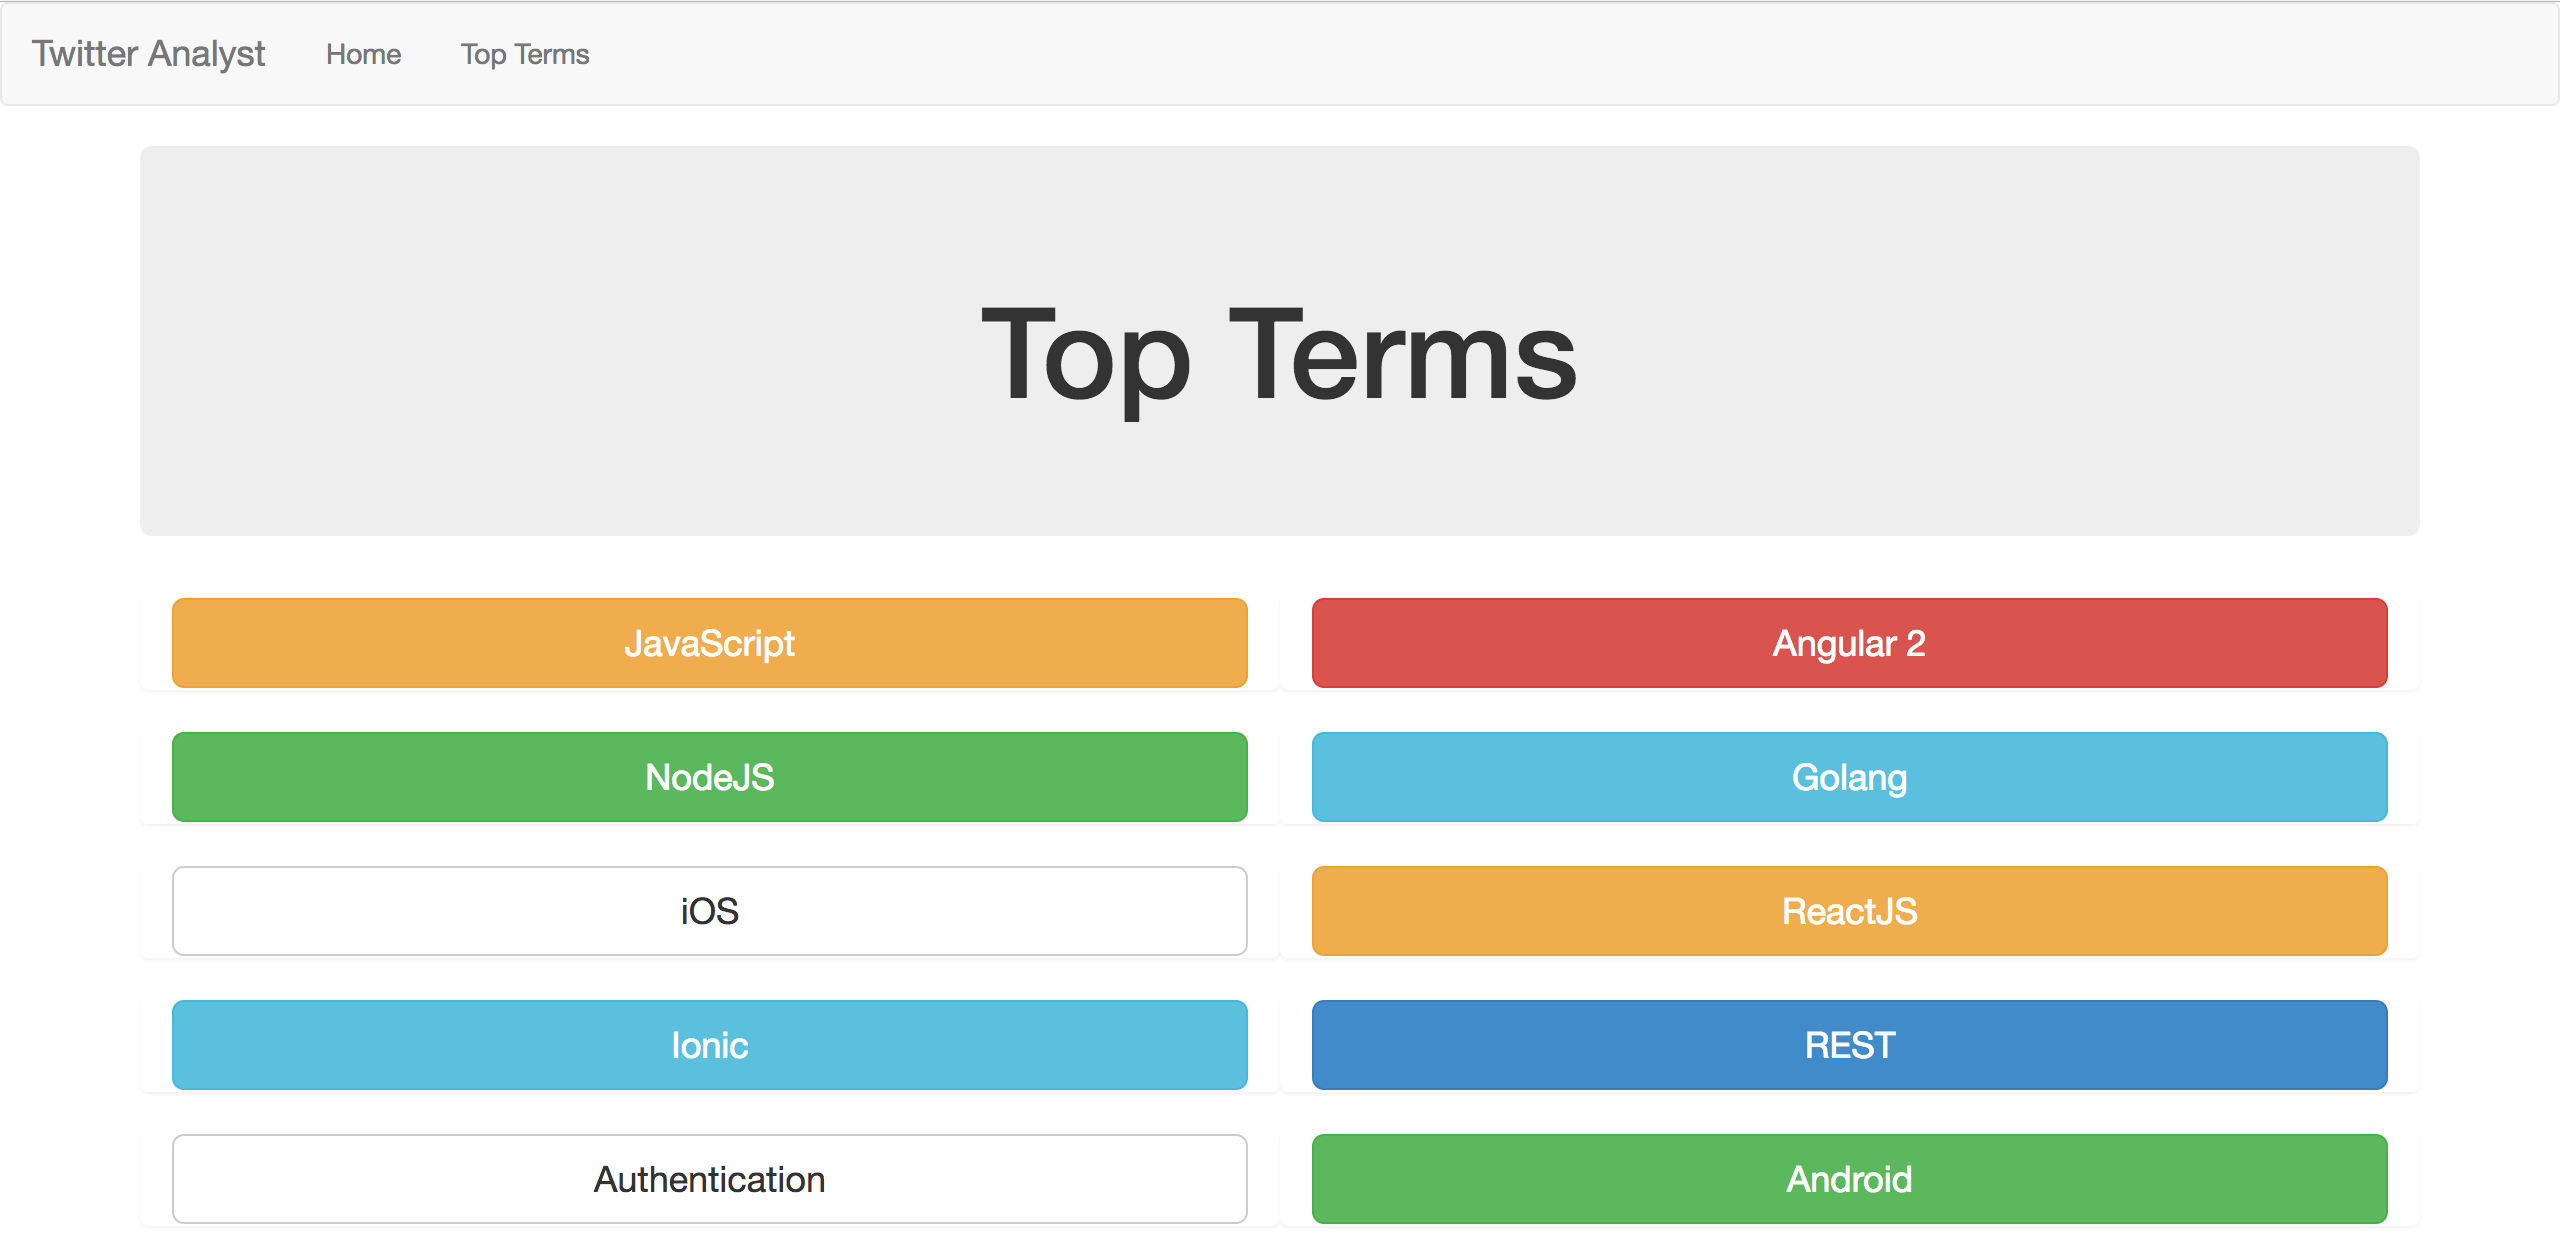 Twitter Analyst Home Top Terms
Top Terms
JavaScript Angular 2
NodeJS Golang
iOS ReactJS
Ionic REST
Authentication Android